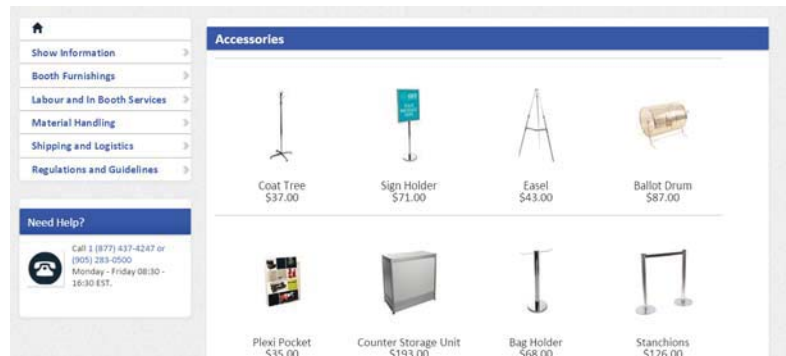 Show Information
Booth Furnishings
Labour and In Booth Services
Material Handling
Shipping and Logistics
Regulations and Guidelines
Need Help?
Call 1 (877) 437-4247 or
(905) 283-0500
Monday - Friday 08:30 -
16:30 EST.
Accessories
Coat Tree
$37.00
Sign Holder
$71.00
Easel
$43.00
Ballot Drum
$87.00
Plexi Pocket
$35.00
Counter Storage Unit
$193.00
Bag Holder
$68.00
Stanchions
$126.00